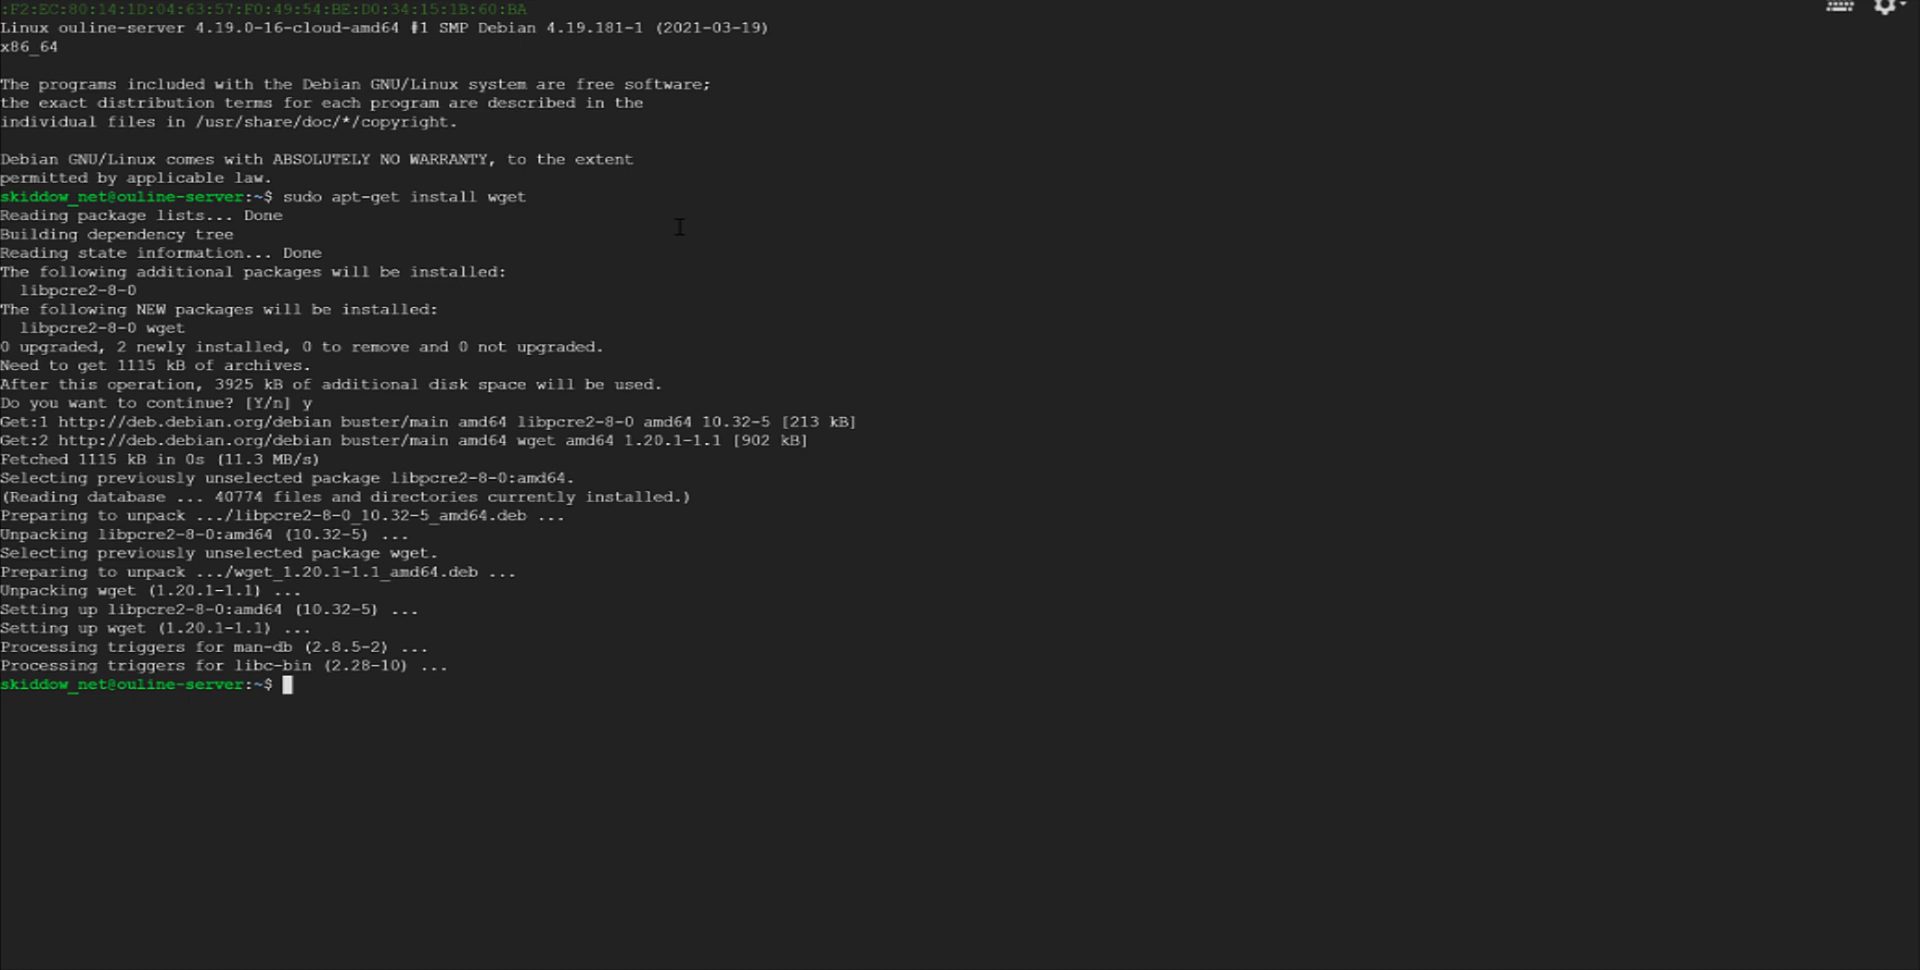 :F2:EC:80:14:1D:04:63:57:F0:49:54:BE:D0:34:15:1B:60:BA
Linux ouline-server 4.19.0-16-cloud-amd64 #1 SMP Debian 4.19.181-1 (2021-03-19)
x86_64
The programs included with the Debian GNU/Linux system are free software;
the exact distribution terms for each program are described in the
individual files in /usr/share/doc/*/copyright.
Debian GNU/Linux comes with ABSOLUTELY NO WARRANTY, to the extent
permitted by applicable law.
skiddow_net@ouline-server:~$ sudo apt-get install wget
Reading package lists... Done
Building dependency tree
Reading state information... Done
The following additional packages will be installed:
  libpcre2-8-0
The following NEW packages will be installed:
  libpcre2-8-0 wget
0 upgraded, 2 newly installed, 0 to remove and 0 not upgraded.
Need to get 1115 kB of archives.
After this operation, 3925 kB of additional disk space will be used.
Do you want to continue? [Y/n] y
Get:1 http://deb.debian.org/debian buster/main amd64 libpcre2-8-0 amd64 10.32-5 [213 kB]
Get:2 http://deb.debian.org/debian buster/main amd64 wget amd64 1.20.1-1.1 [902 kB]
Fetched 1115 kB in 0s (11.3 MB/s)
Selecting previously unselected package libpcre2-8-0:amd64.
(Reading database ... 40774 files and directories currently installed.)
Preparing to unpack .../libpcre2-8-0_10.32-5_amd64.deb ...
Unpacking libpcre2-8-0:amd64 (10.32-5) ...
Selecting previously unselected package wget.
Preparing to unpack .../wget_1.20.1-1.1_amd64.deb ...
Unpacking wget (1.20.1-1.1) ...
Setting up libpcre2-8-0:amd64 (10.32-5) ...
Setting up wget (1.20.1-1.1) ...
Processing triggers for man-db (2.8.5-2) ...
Processing triggers for libc-bin (2.28-10) ...
skiddow_net@ouline-server:~$